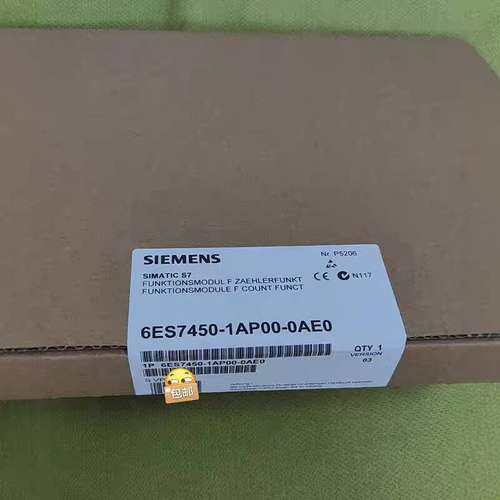 Nr. P5206
SIEMENS
SIMATIC S7
FUNKTIONSMODUL F ZAEHLERFUNKT
FUNKTIONSMODULE F COUNT FUNCT
CE N117
6ES7450-1AP00-0AE0
1P 6ES7450-1AP00-0AE0
QTY 1
VERSION
03
S VP
包邮